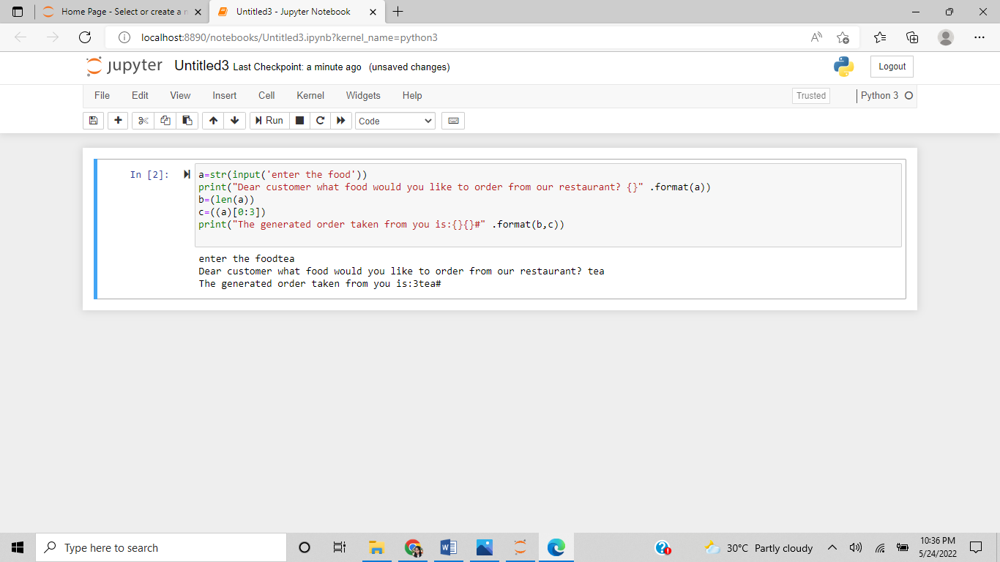 Home Page - Select or create a n
Untitled3 - Jupyter Notebook
localhost:8890/notebooks/Untitled3.ipynb?kernel_name=python3
jupyter Untitled3 Last Checkpoint: a minute ago (unsaved changes)
Logout
File Edit View Insert Cell Kernel Widgets Help
Trusted
Python 3
Run
Code
In [2]:
a=str(input('enter the food'))
print("Dear customer what food would you like to order from our restaurant? {}" .format(a))
b=(len(a))
c=((a)[0:3])
print("The generated order taken from you is:{}{}#" .format(b,c))
enter the foodtea
Dear customer what food would you like to order from our restaurant? tea
The generated order taken from you is:3tea#
Type here to search
30°C Partly cloudy
10:36 PM
5/24/2022